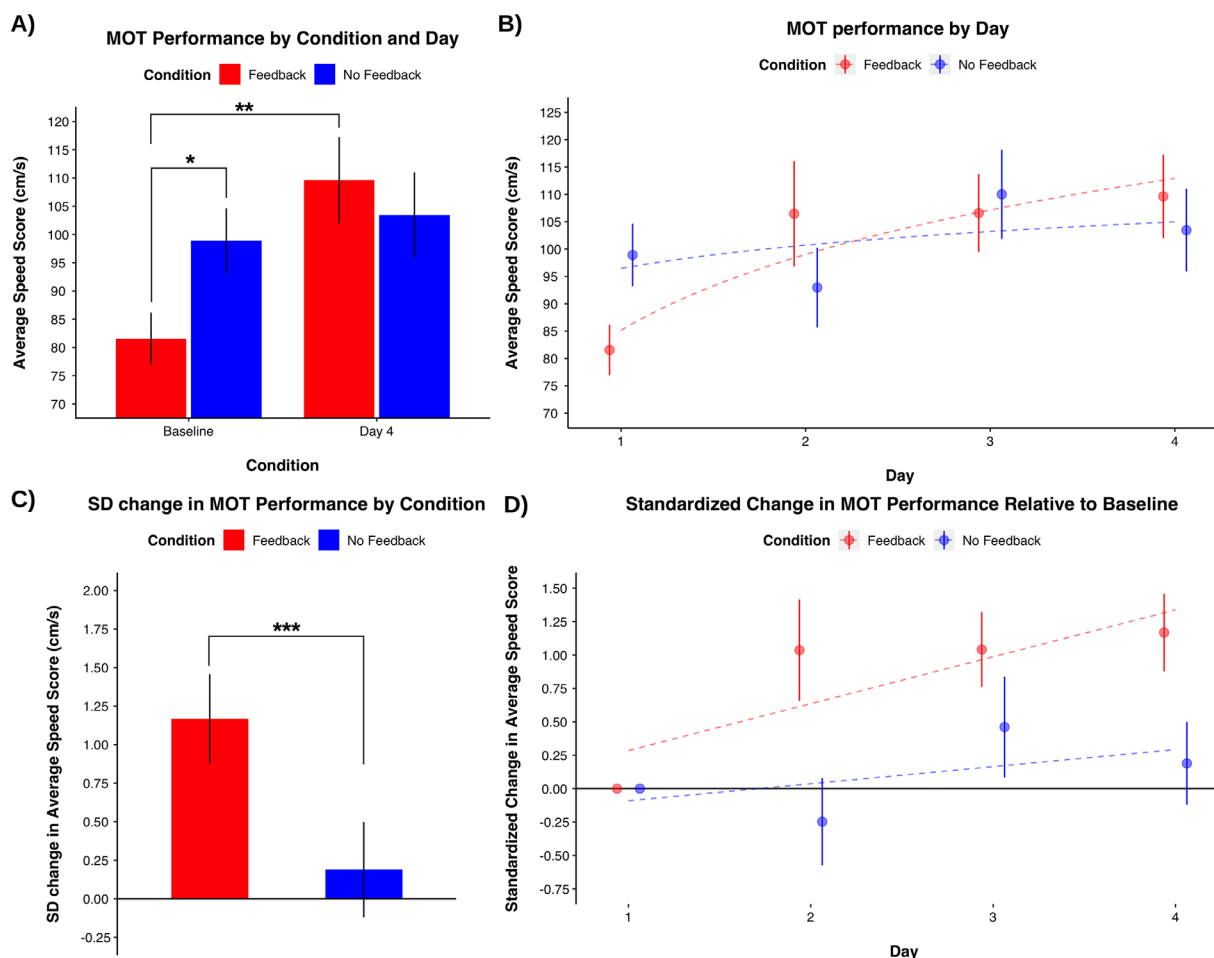 A)
MOT Performance by Condition and Day
Condition Feedback No Feedback
Average Speed Score (cm/s)
120
115
110
105
100
95
90
85
80
75
70
**
*
Baseline Day 4
Condition
B)
MOT performance by Day
Condition Feedback No Feedback
Average Speed Score (cm/s)
125
120
115
110
105
100
95
90
85
80
75
70
1 2 3 4
Day
C)
SD change in MOT Performance by Condition
Condition Feedback No Feedback
SD change in Average Speed Score (cm/s)
2.00
1.75
1.50
1.25
1.00
0.75
0.50
0.25
0.00
-0.25
***
D)
Standardized Change in MOT Performance Relative to Baseline
Condition Feedback No Feedback
Standardized Change in Average Speed Score
1.50
1.25
1.00
0.75
0.50
0.25
0.00
-0.25
-0.50
-0.75
1 2 3 4
Day